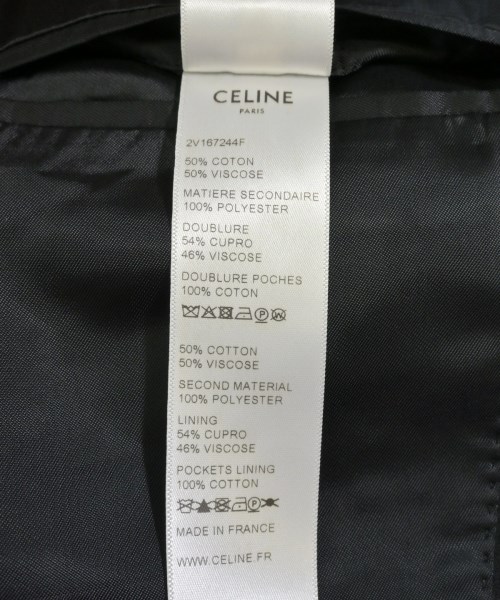 CELINE
PARIS
2V167244F
50% COTON
50% VISCOSE
MATIERE SECONDAIRE
100% POLYESTER
DOUBLURE
54% CUPRO
46% VISCOSE
DOUBLURE POCHES
100% COTON
P W
50% COTTON
50% VISCOSE
SECOND MATERIAL
100% POLYESTER
LINING
54% CUPRO
46% VISCOSE
POCKETS LINING
100% COTTON
P
MADE IN FRANCE
WWW.CELINE.FR